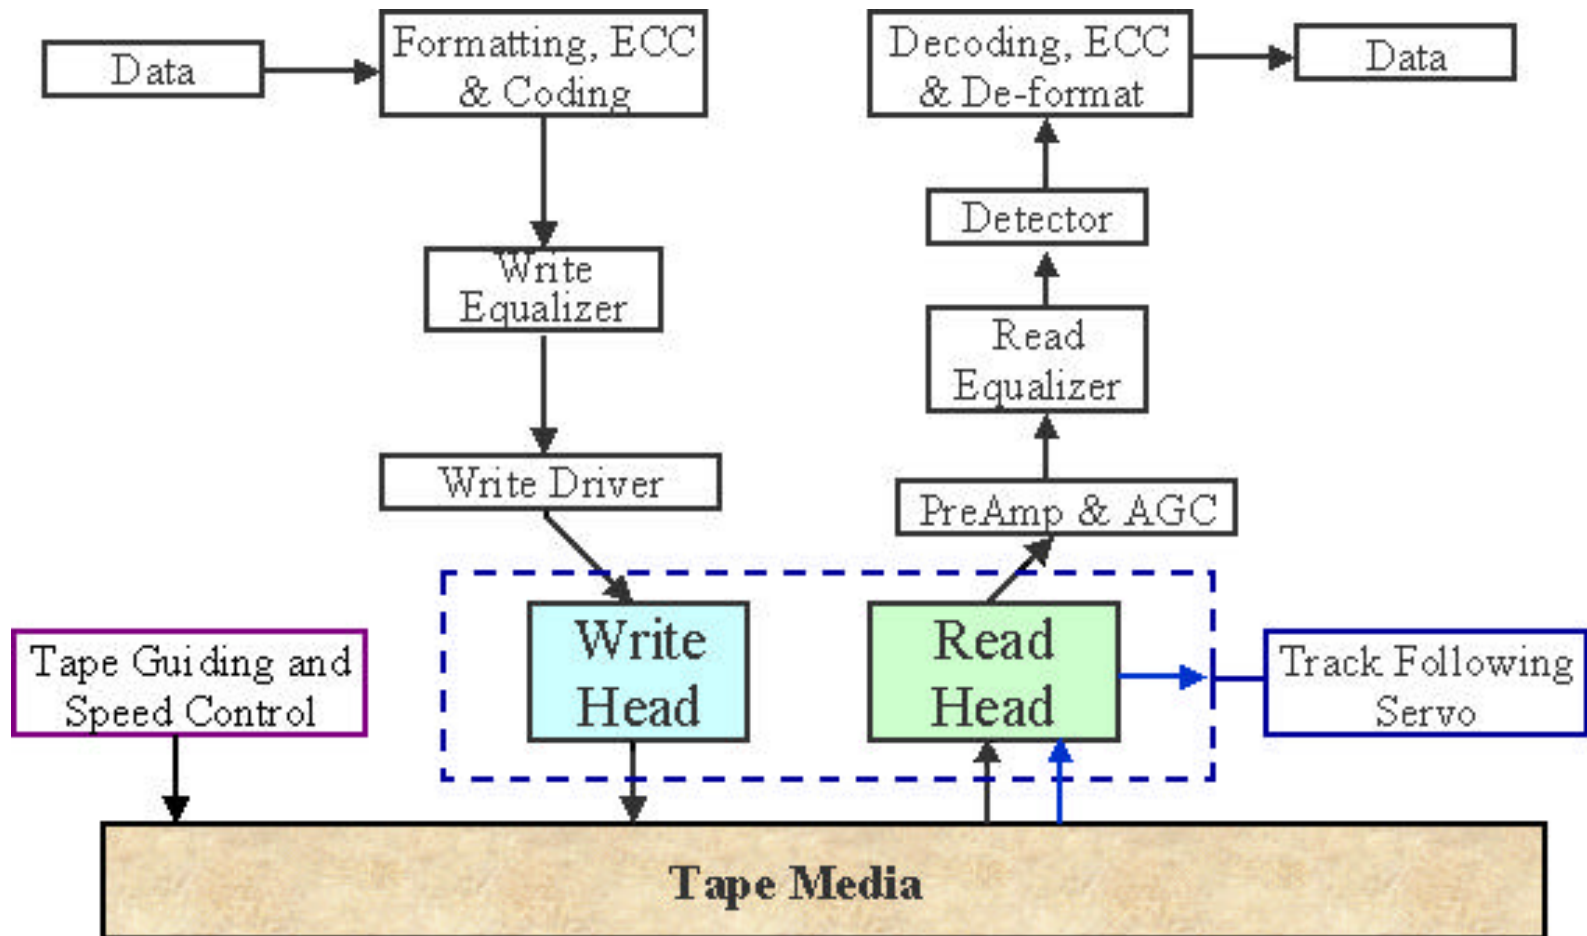 Data
Formatting, ECC
& Coding
Write
Equalizer
Write Driver
Write
Head
Tape Guiding and
Speed Control
Decoding, ECC
& De-format
Data
Detector
Read
Equalizer
PreAmp & AGC
Read
Head
Track Following
Servo
Tape Media